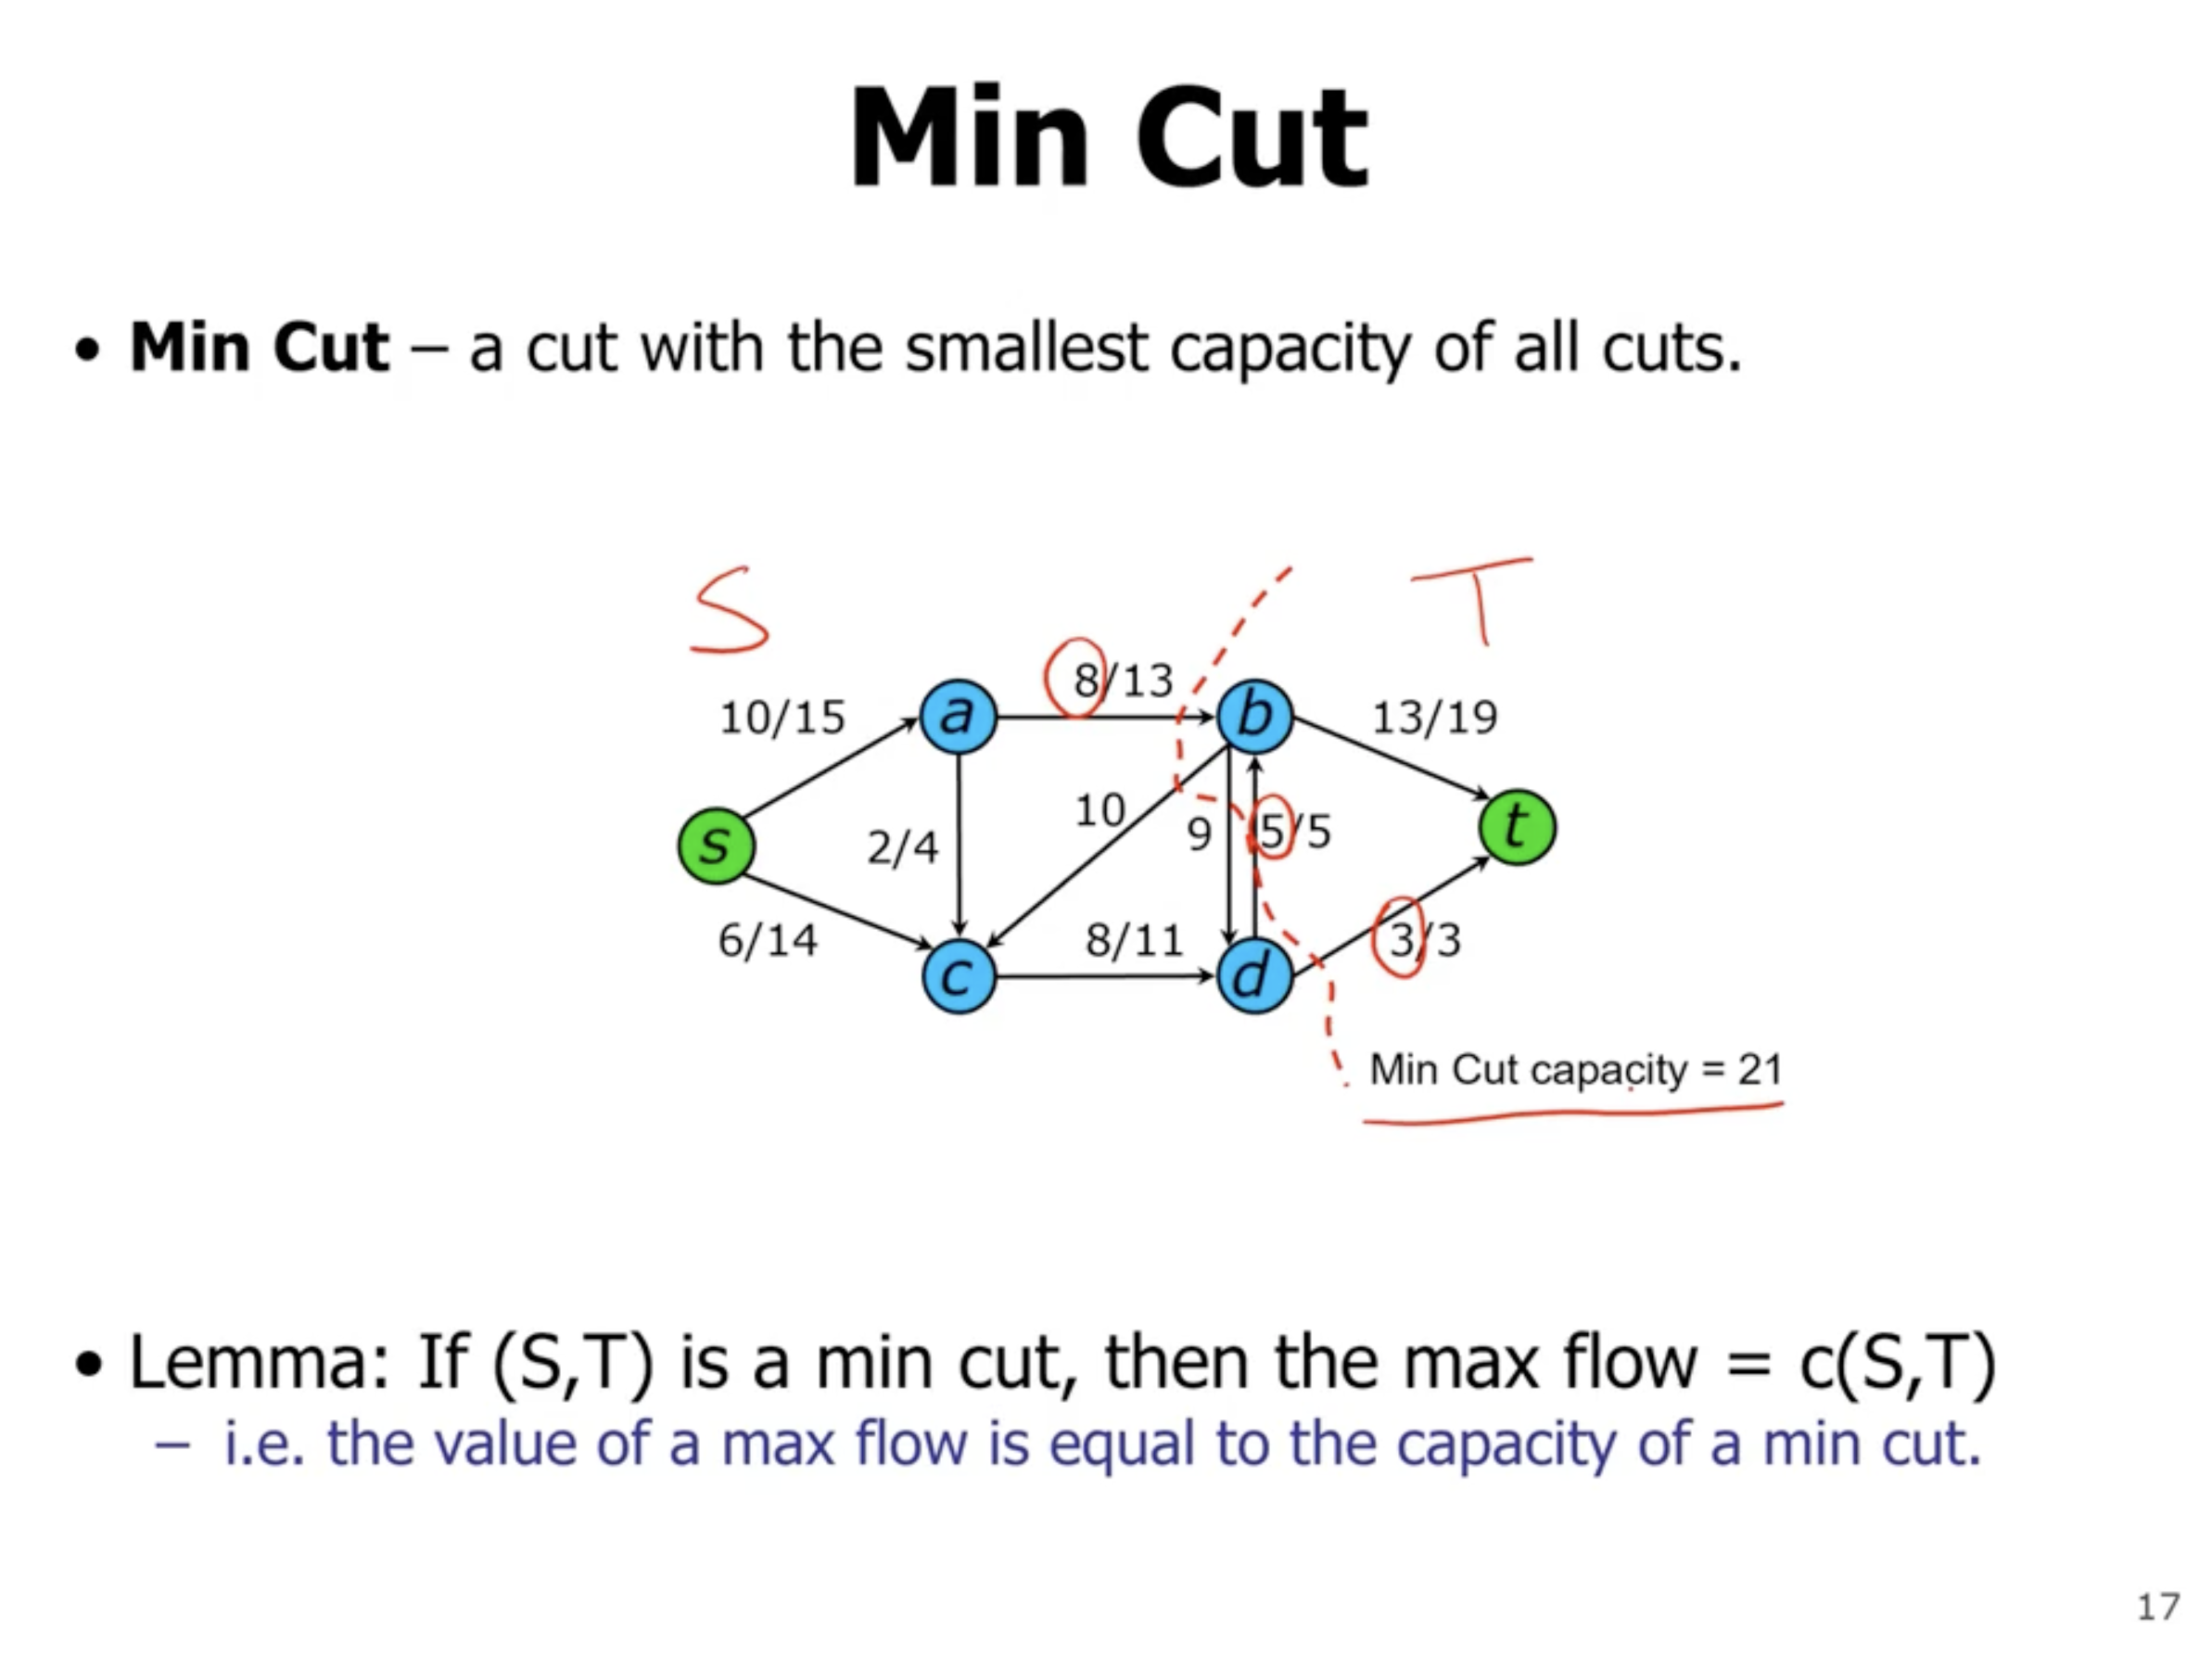 Min Cut
• Min Cut – a cut with the smallest capacity of all cuts.
S
T
8/13
10/15
a
b
13/19
10
9
5/5
2/4
s
t
6/14
8/11
3/3
c
d
Min Cut capacity = 21
• Lemma: If (S,T) is a min cut, then the max flow = c(S,T)
– i.e. the value of a max flow is equal to the capacity of a min cut.
17